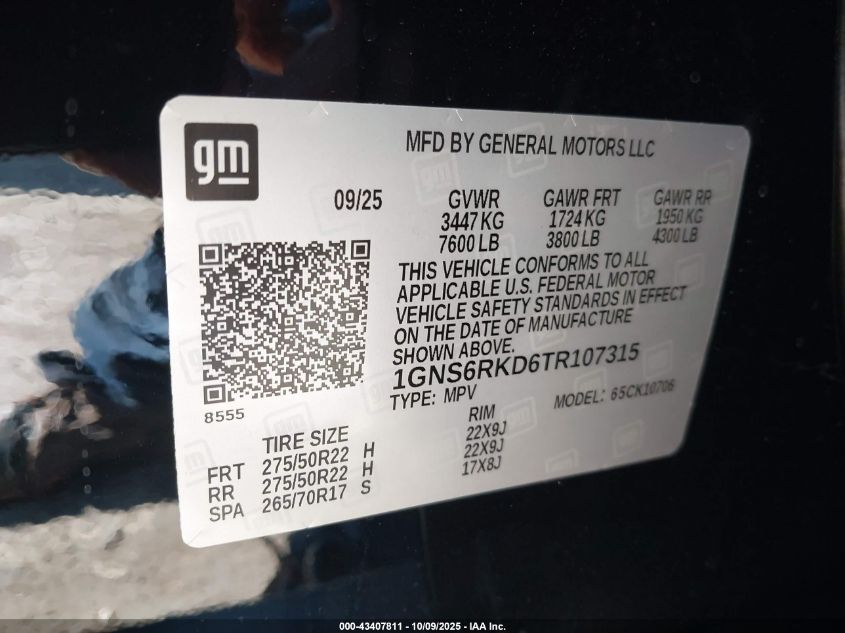 gm
MFD BY GENERAL MOTORS LLC
09/25 GVWR GAWR FRT GAWR RR
3447 KG 1724 KG 1950 KG
7600 LB 3800 LB 4300 LB
THIS VEHICLE CONFORMS TO ALL
APPLICABLE U.S. FEDERAL MOTOR
VEHICLE SAFETY STANDARDS IN EFFECT
ON THE DATE OF MANUFACTURE
SHOWN ABOVE.
1GNS6RKD6TR107315
TYPE: MPV MODEL: 65CK10706
8555
TIRE SIZE RIM
FRT 275/50R22 H 22X9J
RR 275/50R22 H 22X9J
SPA 265/70R17 S 17X8J
000-43407811 - 10/09/2025 - IAA Inc.